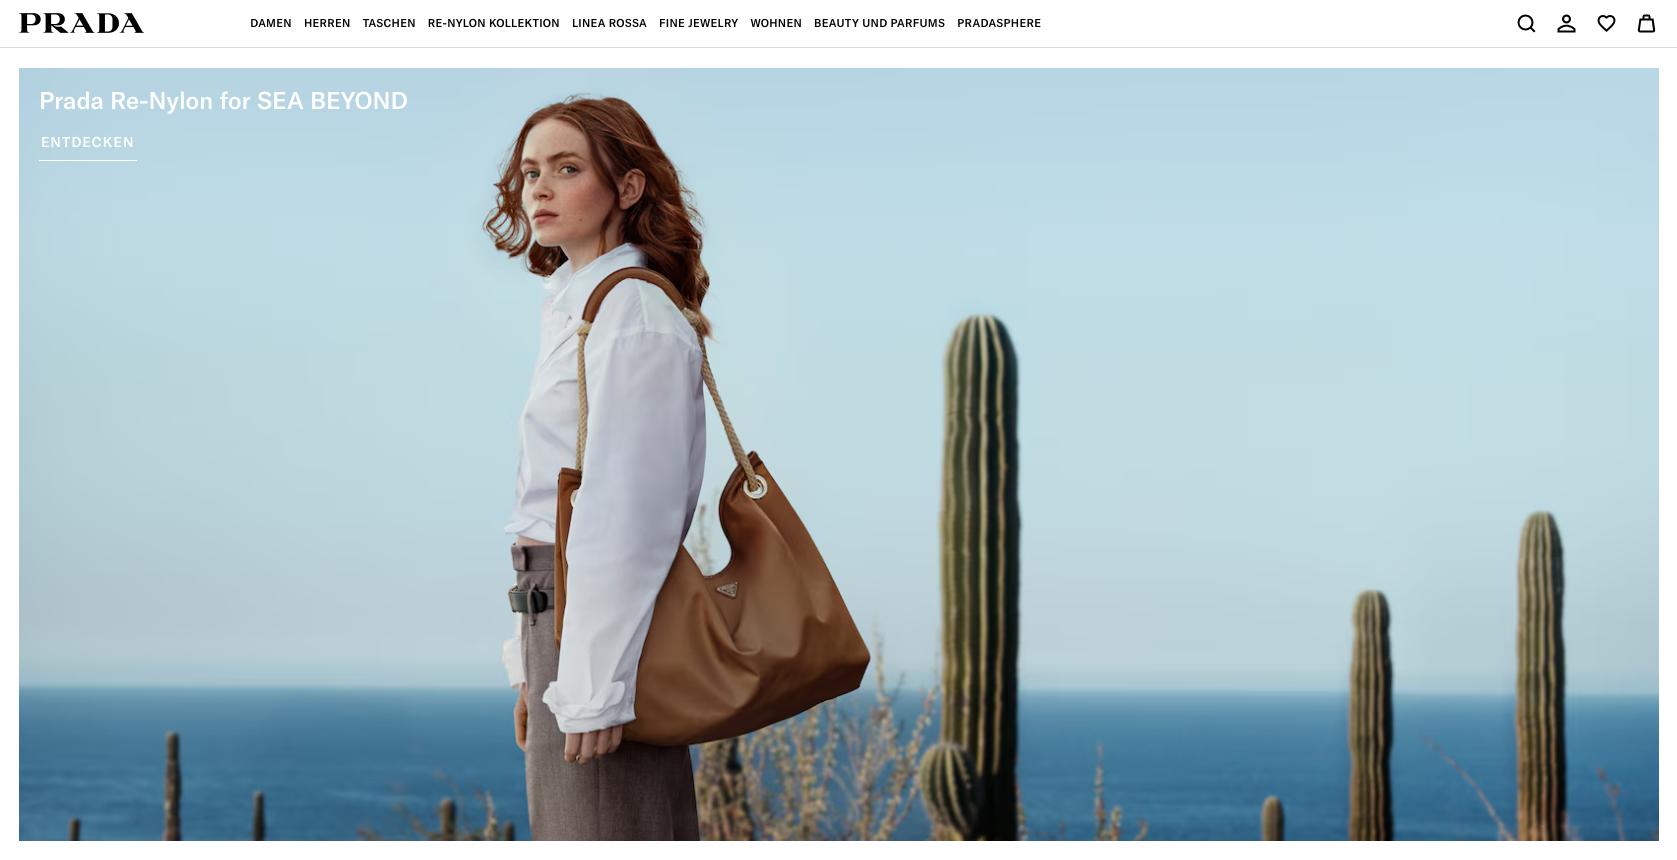 PRADA
DAMEN HERREN TASCHEN RE-NYLON KOLLEKTION LINEA ROSSA FINE JEWELRY WOHNEN BEAUTY UND PARFUMS PRADASPHERE
Prada Re-Nylon for SEA BEYOND
ENTDECKEN